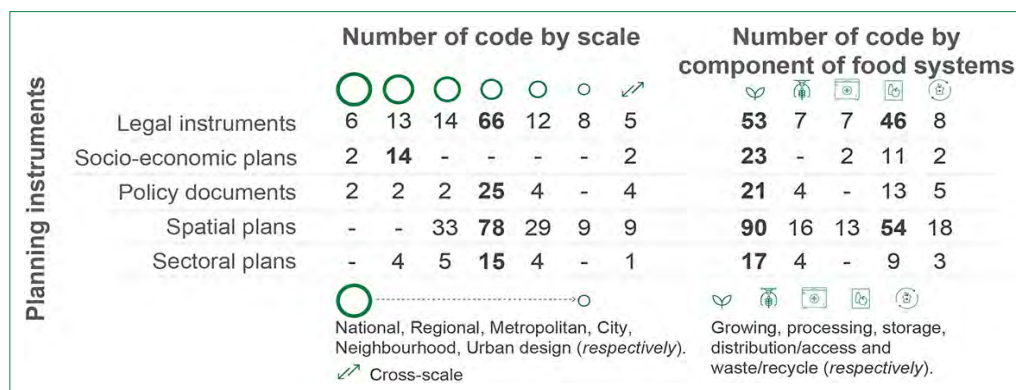 Number of code by scale
Number of code by
component of food systems
Planning instruments
Legal instruments 6 13 14 66 12 8 5 53 7 7 46 8
Socio-economic plans 2 14 - - - - 2 23 - 2 11 2
Policy documents 2 2 2 25 4 - 4 21 4 - 13 5
Spatial plans - - 33 78 29 9 9 90 16 13 54 18
Sectoral plans - 4 5 15 4 - 1 17 4 - 9 3
National, Regional, Metropolitan, City,
Neighbourhood, Urban design (respectively).
Cross-scale
Growing, processing, storage,
distribution/access and
waste/recycle (respectively).